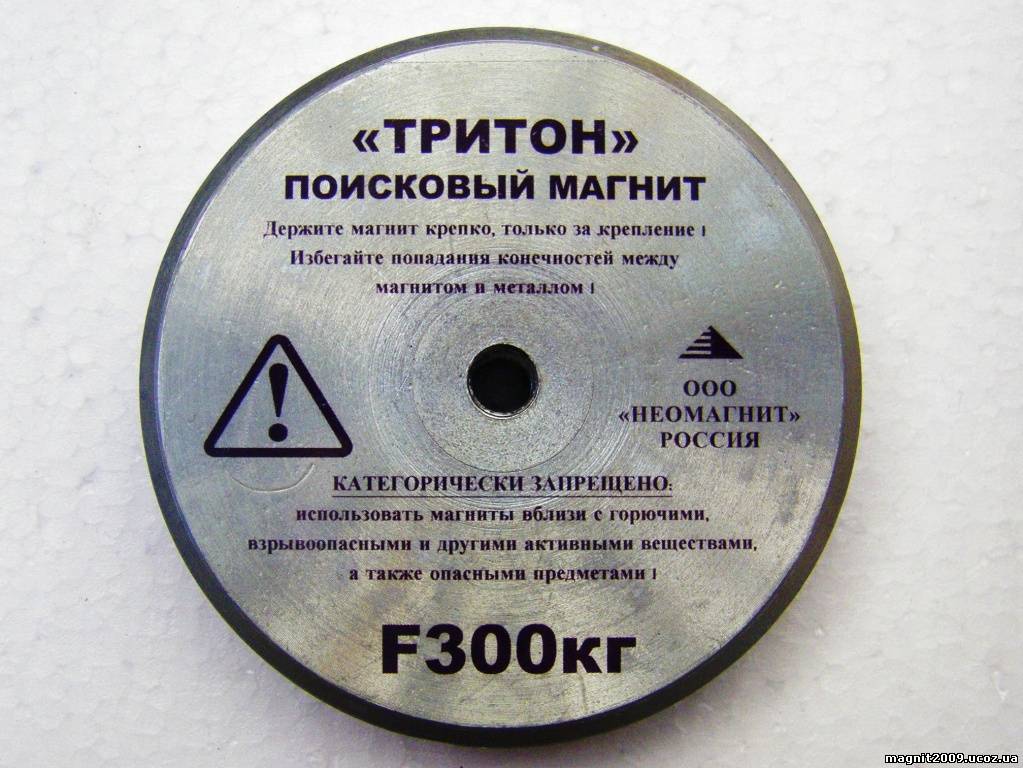 «ТРИТОН»
ПОИСКОВЫЙ МАГНИТ
Держите магнит крепко, только за крепление !
Избегайте попадания конечностей между
магнитом и металлом !
ООО
«НЕОМАГНИТ»
РОССИЯ
КАТЕГОРИЧЕСКИ ЗАПРЕЩЕНО:
использовать магниты вблизи с горючими,
взрывоопасными и другими активными веществами,
а также опасными предметами !
F300кг
magnit2009.ucoz.ua